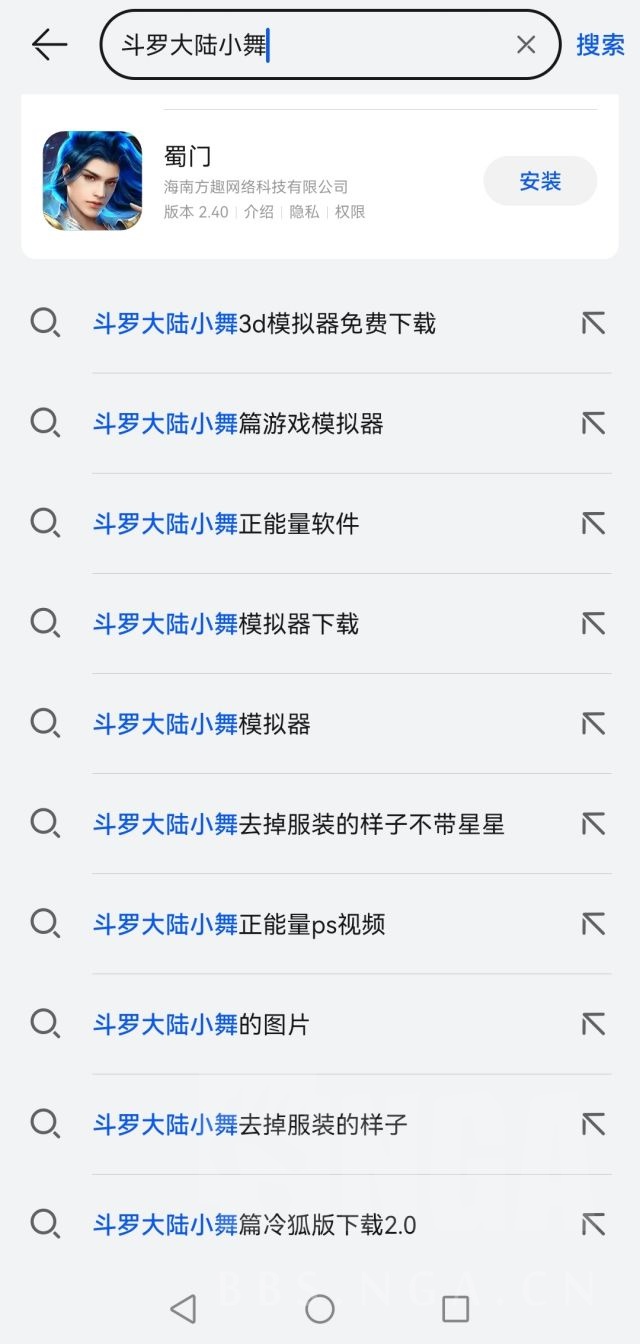 斗罗大陆小舞
搜索
蜀门
海南方趣网络科技有限公司
版本 2.40 介绍 隐私 权限
安装
斗罗大陆小舞3d模拟器免费下载
斗罗大陆小舞篇游戏模拟器
斗罗大陆小舞正能量软件
斗罗大陆小舞模拟器下载
斗罗大陆小舞模拟器
斗罗大陆小舞去掉服装的样子不带星星
斗罗大陆小舞正能量ps视频
斗罗大陆小舞的图片
斗罗大陆小舞去掉服装的样子
斗罗大陆小舞篇冷狐版下载2.0
BBS.NGA.CN